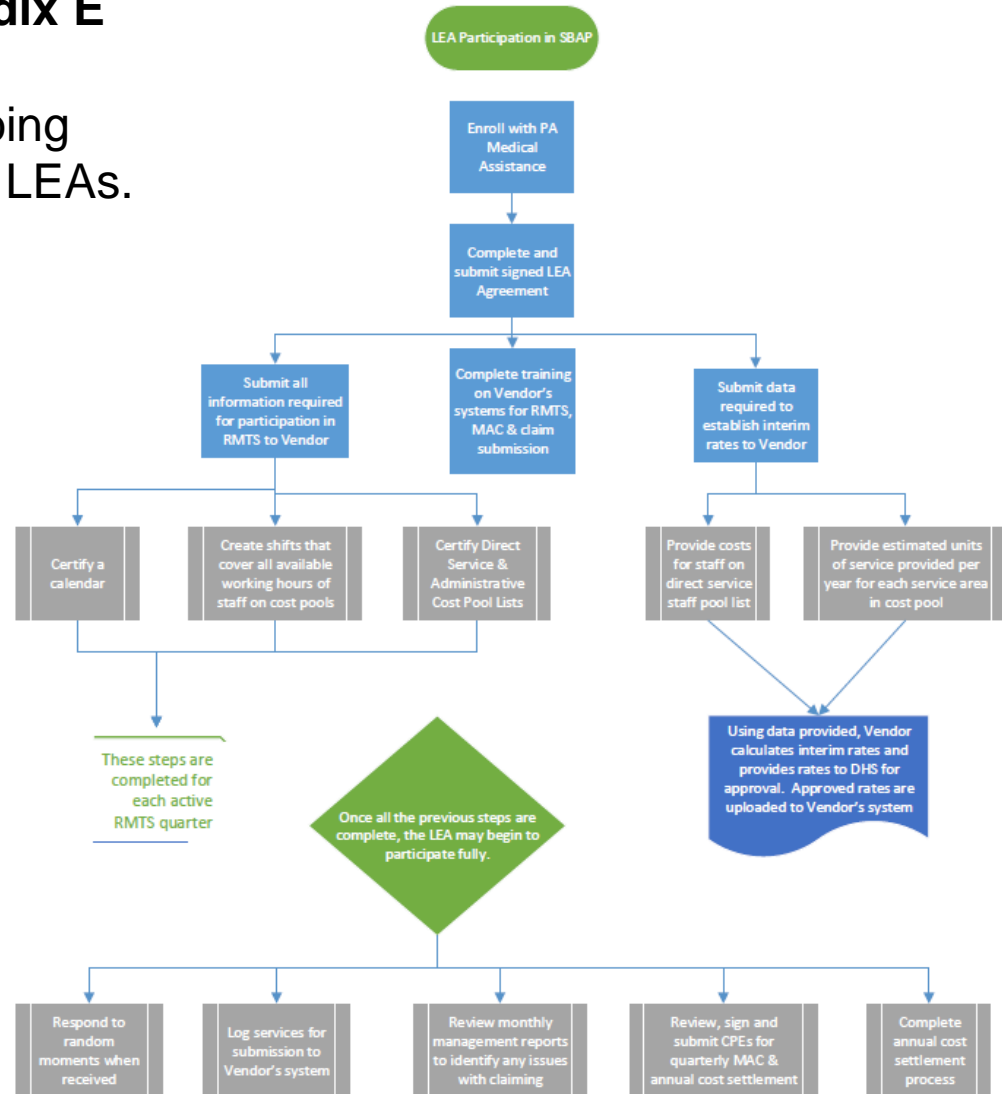 dix E
LEA Participation in SBAP
ping
LEAs.
Enroll with PA
Medical
Assistance
Complete and
submit signed LEA
Agreement
Submit all
information required
for participation in
RMTS to Vendor
Complete training
on Vendor's
systems for RMTS,
MAC & claim
submission
Submit data
required to
establish interim
rates to Vendor
Certify a
calendar
Create shifts that
cover all available
working hours of
staff on cost pools
Certify Direct
Service &
Administrative
Cost Pool Lists
Provide costs
for staff on
direct service
staff pool list
Provide estimated units
of service provided per
year for each service area
in cost pool
These steps are
completed for
each active
RMTS quarter
Using data provided, Vendor
calculates interim rates and
provides rates to DHS for
approval. Approved rates are
uploaded to Vendor's system
Once all the previous steps are
complete, the LEA may begin to
participate fully.
Respond to
random
moments when
received
Log services for
submission to
Vendor's system
Review monthly
management reports
to identify any issues
with claiming
Review, sign and
submit CPEs for
quarterly MAC &
annual cost settlement
Complete
annual cost
settlement
process